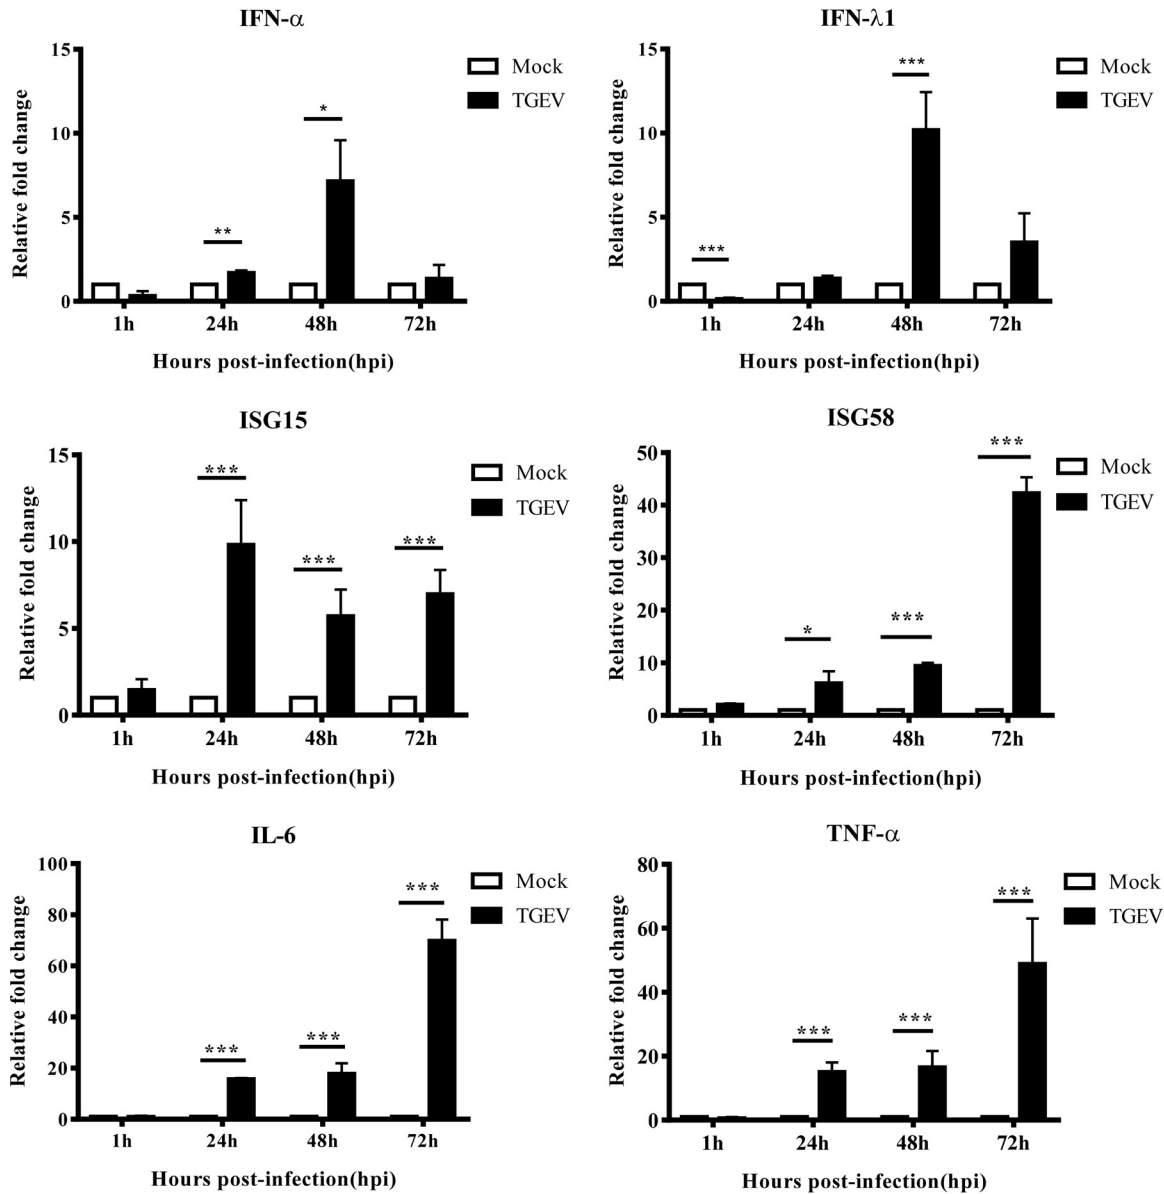 IFN-α
Relative fold change
15
10
5
0
*
**
1h 24h 48h 72h
Hours post-infection(hpi)
Mock
TGEV
IFN-λ1
Relative fold change
15
10
5
0
***
***
1h 24h 48h 72h
Hours post-infection(hpi)
Mock
TGEV
ISG15
Relative fold change
15
10
5
0
***
***
***
1h 24h 48h 72h
Hours post-infection(hpi)
Mock
TGEV
ISG58
Relative fold change
50
40
30
20
10
0
***
***
*
1h 24h 48h 72h
Hours post-infection(hpi)
Mock
TGEV
IL-6
Relative fold change
100
80
60
40
20
0
***
***
***
1h 24h 48h 72h
Hours post-infection(hpi)
Mock
TGEV
TNF-α
Relative fold change
80
60
40
20
0
***
***
***
1h 24h 48h 72h
Hours post-infection(hpi)
Mock
TGEV